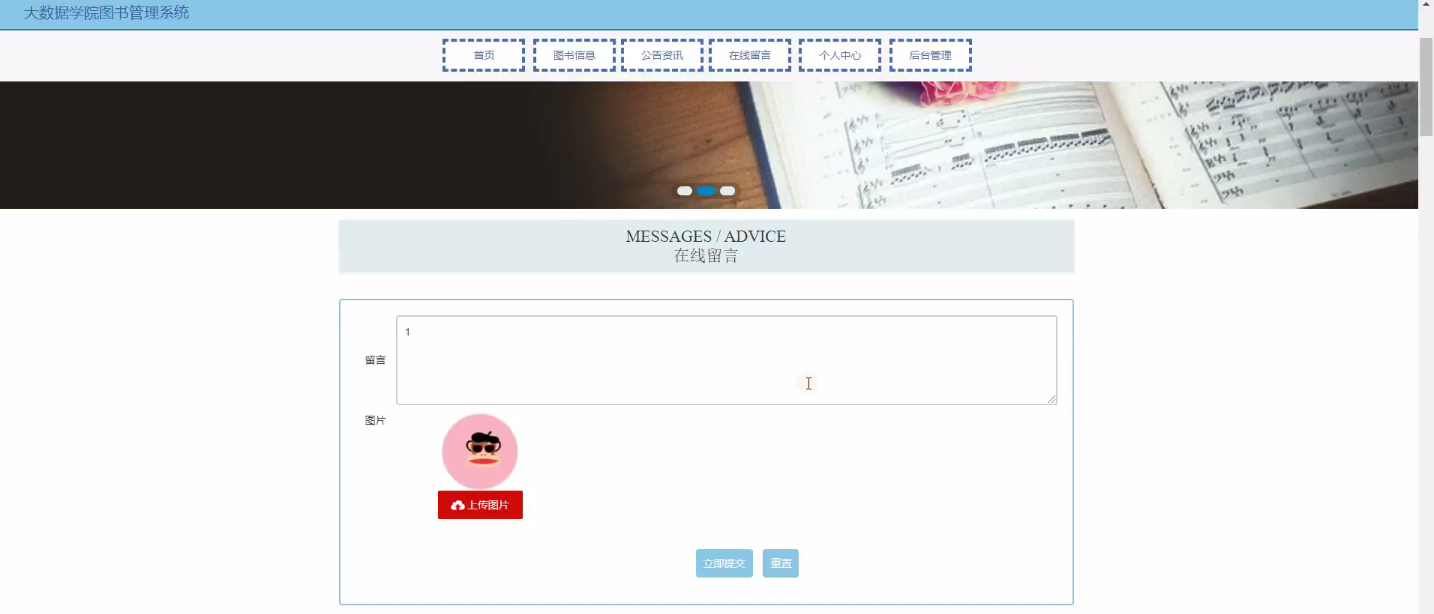 大数据学院图书管理系统
首页 图书信息 公告资讯 在线留言 个人中心 后台管理
MESSAGES / ADVICE
在线留言
留言 1
图片
上传图片
立即提交 重置